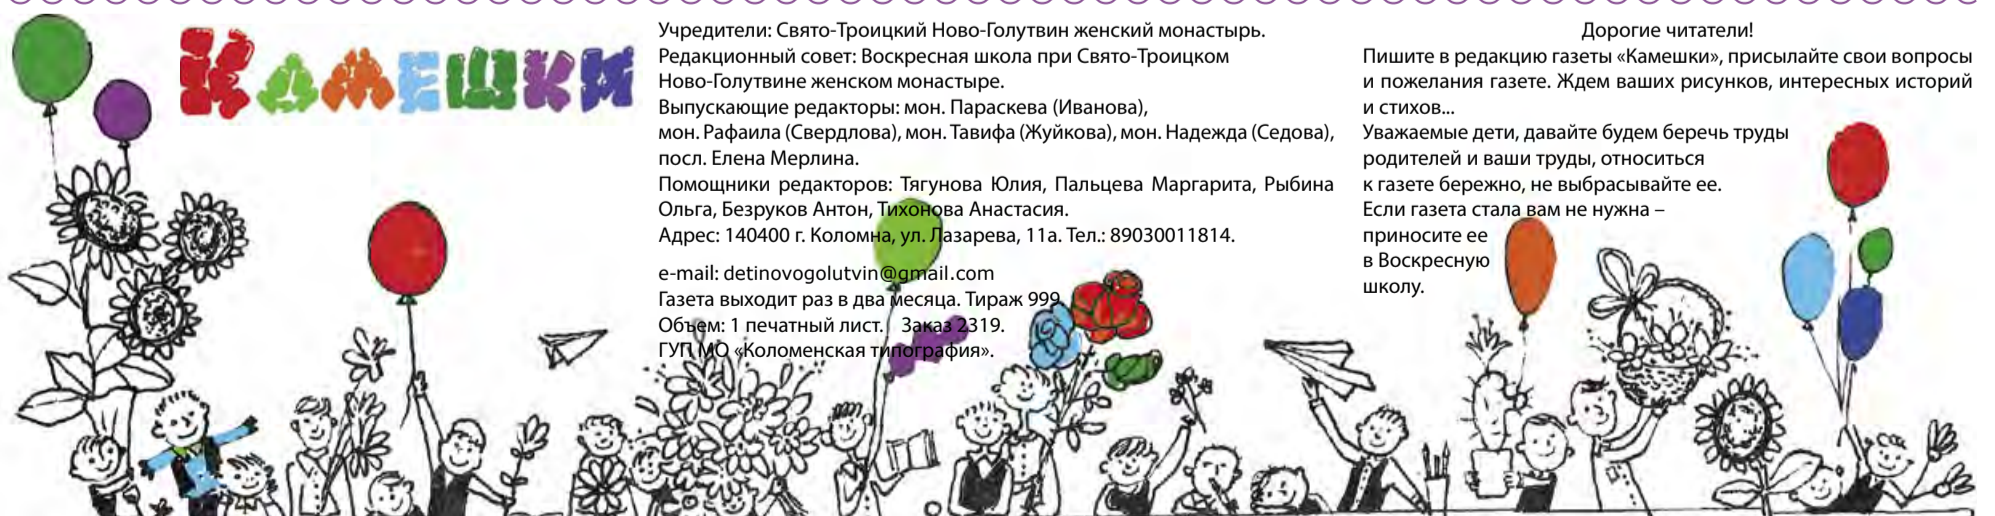 Камешки
Учредители: Свято-Троицкий Ново-Голутвин женский монастырь.
Редакционный совет: Воскресная школа при Свято-Троицком
Ново-Голутвине женском монастыре.
Выпускающие редакторы: мон. Параскева (Иванова),
мон. Рафаила (Свердлова), мон. Тавифа (Жуйкова), мон. Надежда (Седова),
посл. Елена Мерлина.
Помощники редакторов: Тягунова Юлия, Пальцева Маргарита, Рыбина
Ольга, Безруков Антон, Тихонова Анастасия.
Адрес: 140400 г. Коломна, ул. Лазарева, 11а. Тел.: 89030011814.
e-mail: detinovogolutvin@gmail.com
Газета выходит раз в два месяца. Тираж 999
Объем: 1 печатный лист. Заказ 2319.
ГУП МО «Коломенская типография».
Дорогие читатели!
Пишите в редакцию газеты «Камешки», присылайте свои вопросы
и пожелания газете. Ждем ваших рисунков, интересных историй
и стихов...
Уважаемые дети, давайте будем беречь труды
родителей и ваши труды, относиться
к газете бережно, не выбрасывайте ее.
Если газета стала вам не нужна –
приносите ее
в Воскресную
школу.